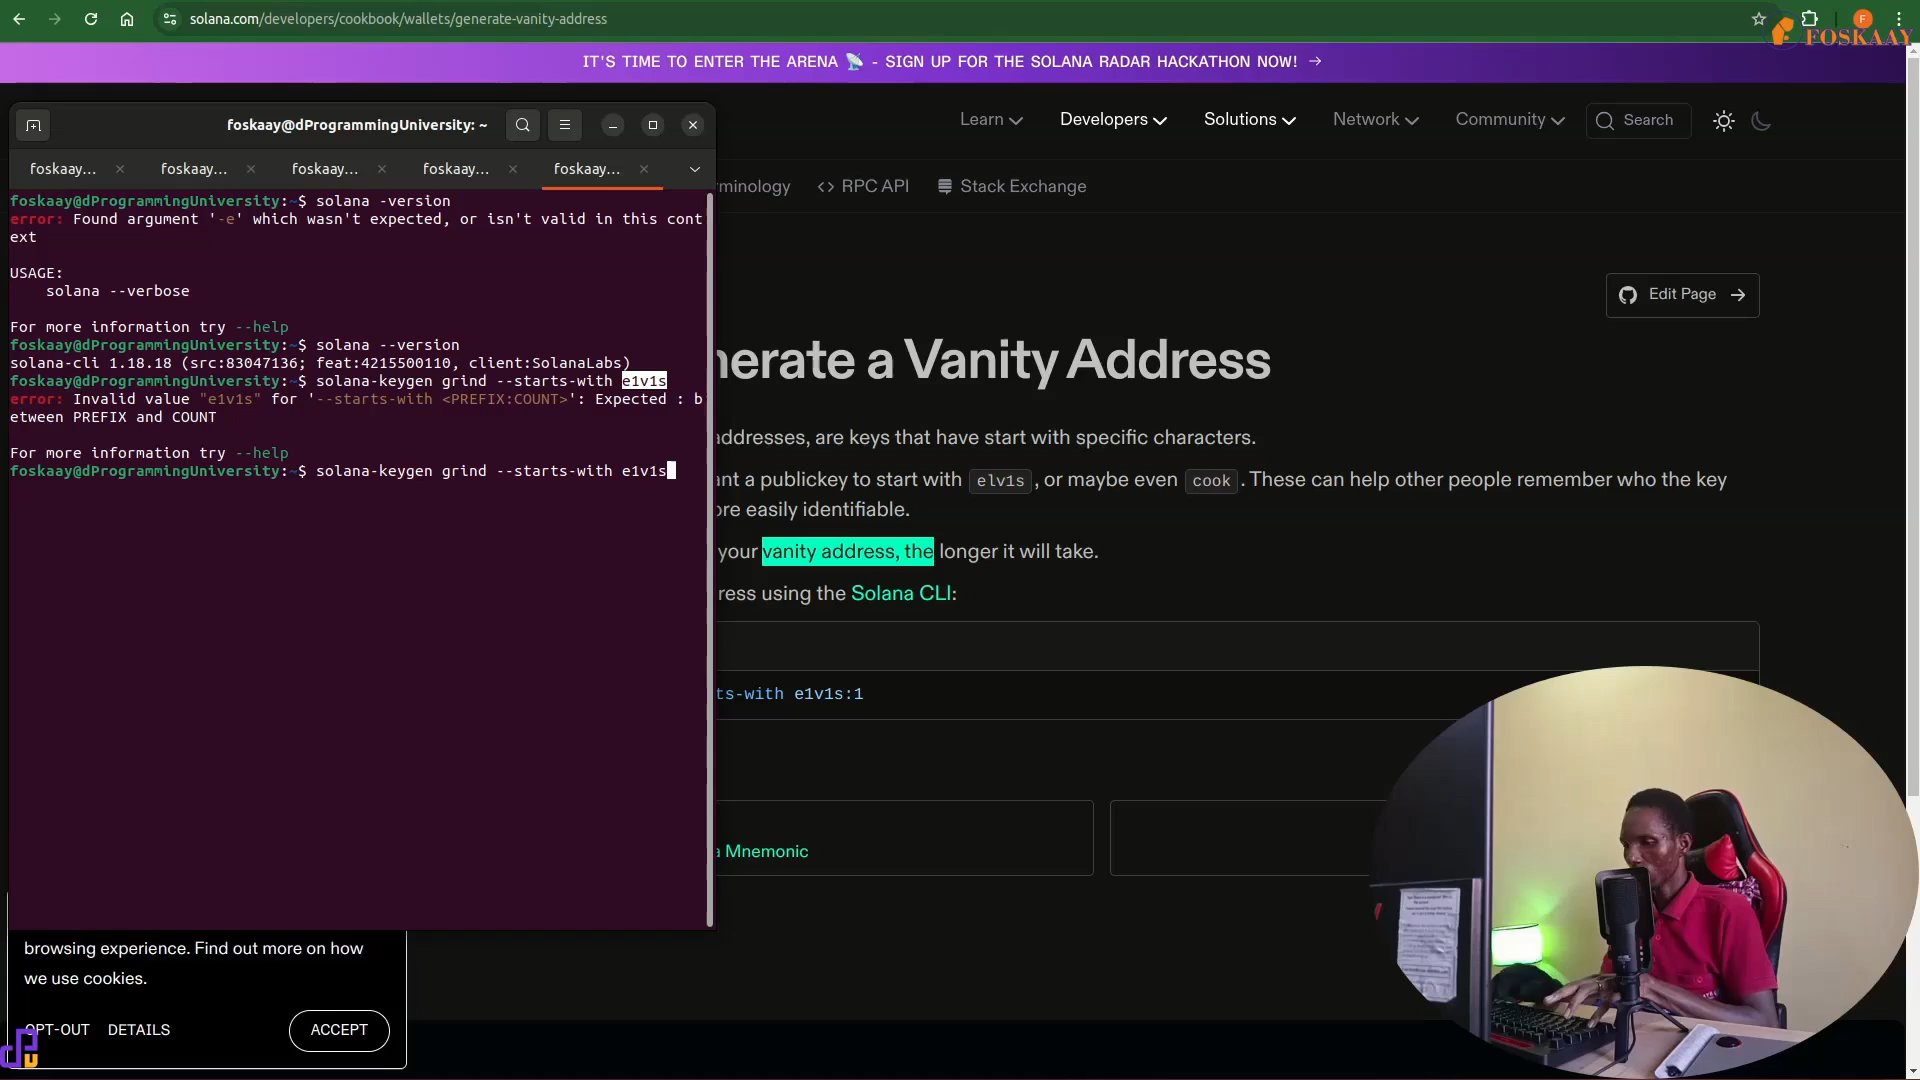 solana.com/developers/cookbook/wallets/generate-vanity-address
F
FOSKAAY
IT'S TIME TO ENTER THE ARENA 📡 - SIGN UP FOR THE SOLANA RADAR HACKATHON NOW! →
Learn Developers Solutions Network Community Search
minology RPC API Stack Exchange
Edit Page →
nerate a Vanity Address
addresses, are keys that have start with specific characters.
ant a publickey to start with elv1s, or maybe even cook. These can help other people remember who the key
ore easily identifiable.
your vanity address, the longer it will take.
ress using the Solana CLI:
ts-with e1v1s:1
a Mnemonic
foskaay@dProgrammingUniversity: ~
foskaay... foskaay... foskaay... foskaay... foskaay...
foskaay@dProgrammingUniversity:~$ solana -version
error: Found argument '-e' which wasn't expected, or isn't valid in this cont
ext
USAGE:
solana --verbose
For more information try --help
foskaay@dProgrammingUniversity:~$ solana --version
solana-cli 1.18.18 (src:83047136; feat:4215500110, client:SolanaLabs)
foskaay@dProgrammingUniversity:~$ solana-keygen grind --starts-with e1v1s
error: Invalid value "e1v1s" for '--starts-with <PREFIX:COUNT>': Expected : b
etween PREFIX and COUNT
For more information try --help
foskaay@dProgrammingUniversity:~$ solana-keygen grind --starts-with e1v1s
browsing experience. Find out more on how
we use cookies.
OPT-OUT DETAILS ACCEPT